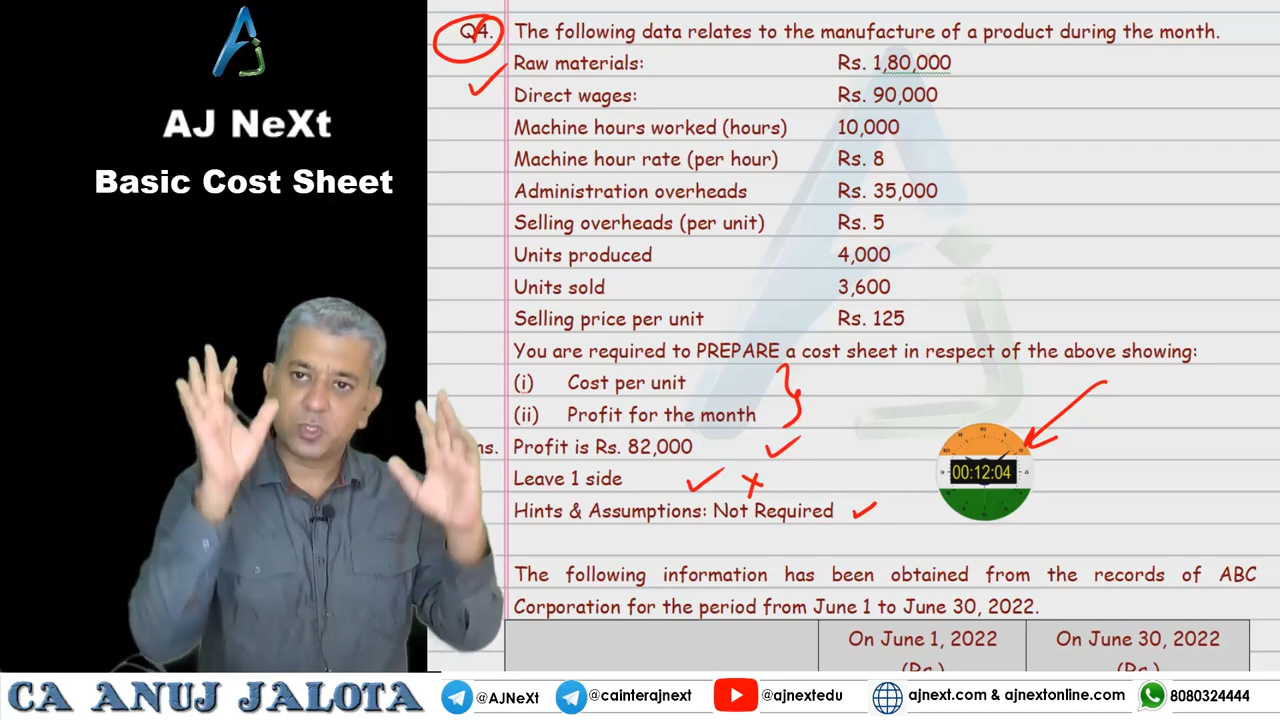 AJ NeXt
Basic Cost Sheet
Q4. The following data relates to the manufacture of a product during the month.
Raw materials: Rs. 1,80,000
Direct wages: Rs. 90,000
Machine hours worked (hours) 10,000
Machine hour rate (per hour) Rs. 8
Administration overheads Rs. 35,000
Selling overheads (per unit) Rs. 5
Units produced 4,000
Units sold 3,600
Selling price per unit Rs. 125
You are required to PREPARE a cost sheet in respect of the above showing:
(i) Cost per unit
(ii) Profit for the month
ns. Profit is Rs. 82,000
Leave 1 side
Hints & Assumptions: Not Required
00:12:04
The following information has been obtained from the records of ABC
Corporation for the period from June 1 to June 30, 2022.
On June 1, 2022 On June 30, 2022
(Rs.) (Rs.)
CA ANUJ JALOTA @AJNeXt @cainterajnext @ajnextedu ajnext.com & ajnextonline.com 8080324444